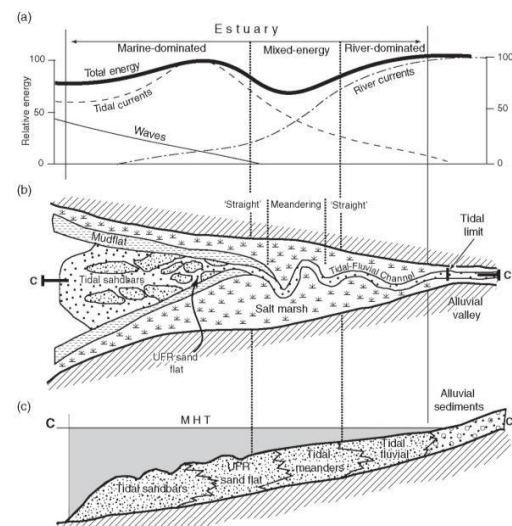 (a)
Estuary
Marine-dominated
Mixed-energy
River-dominated
100
Total energy
100
Relative energy
Tidal currents
River currents
50
50
Waves
0
0
(b)
'Straight'
Meandering
'Straight'
Tidal limit
Mudflat
C
Tidal sandbars
Tidal-Fluvial Channel
C
Salt marsh
Alluvial valley
UFR sand flat
(c)
Alluvial sediments
C
MHT
C
Tidal fluvial
Tidal meanders
UFR sand flat
Tidal sandbars